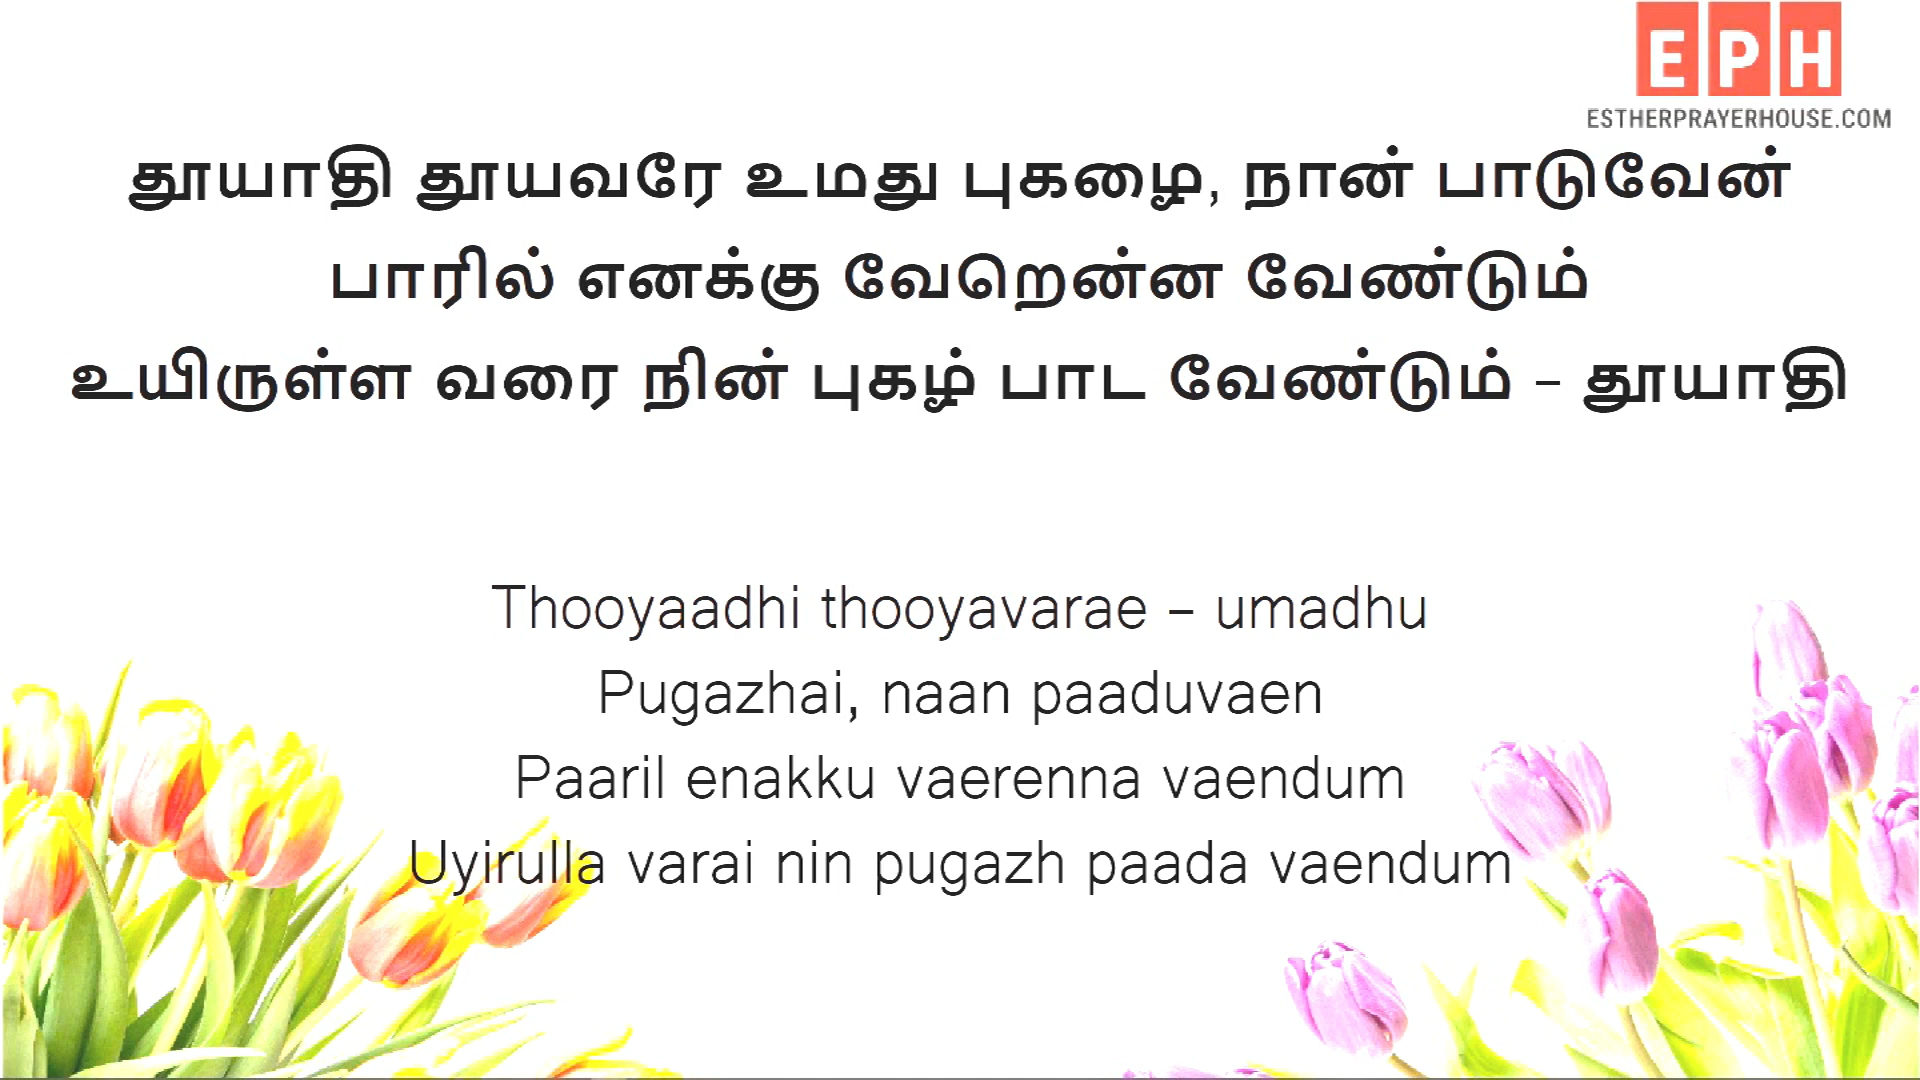 EPH
ESTHERPRAYERHOUSE.COM
தூயாதி தூயவரே உமது புகழை, நான் பாடுவேன்
பாரில் எனக்கு வேறென்ன வேண்டும்
உயிருள்ள வரை நின் புகழ் பாட வேண்டும் – தூயாதி
Thooyaadhi thooyavarae – umadhu
Pugazhai, naan paaduvaen
Paaril enakku vaerenna vaendum
Uyirulla varai nin pugazh paada vaendum